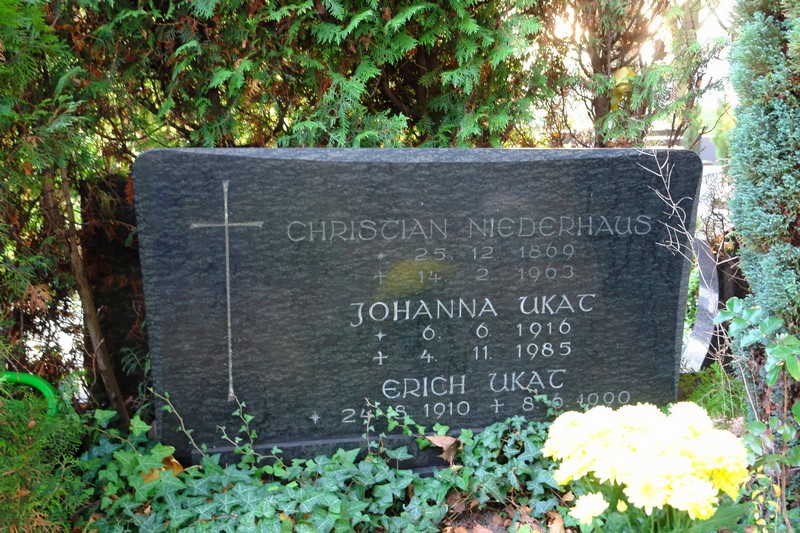 CHRISTIAN NIEDERHAUS
* 25. 12 1869
+ 14. 2 1963
JOHANNA UKAT
* 6. 6. 1916
+ 4. 11. 1985
ERICH UKAT
* 24. 8. 1910 + 8. 6. 1990